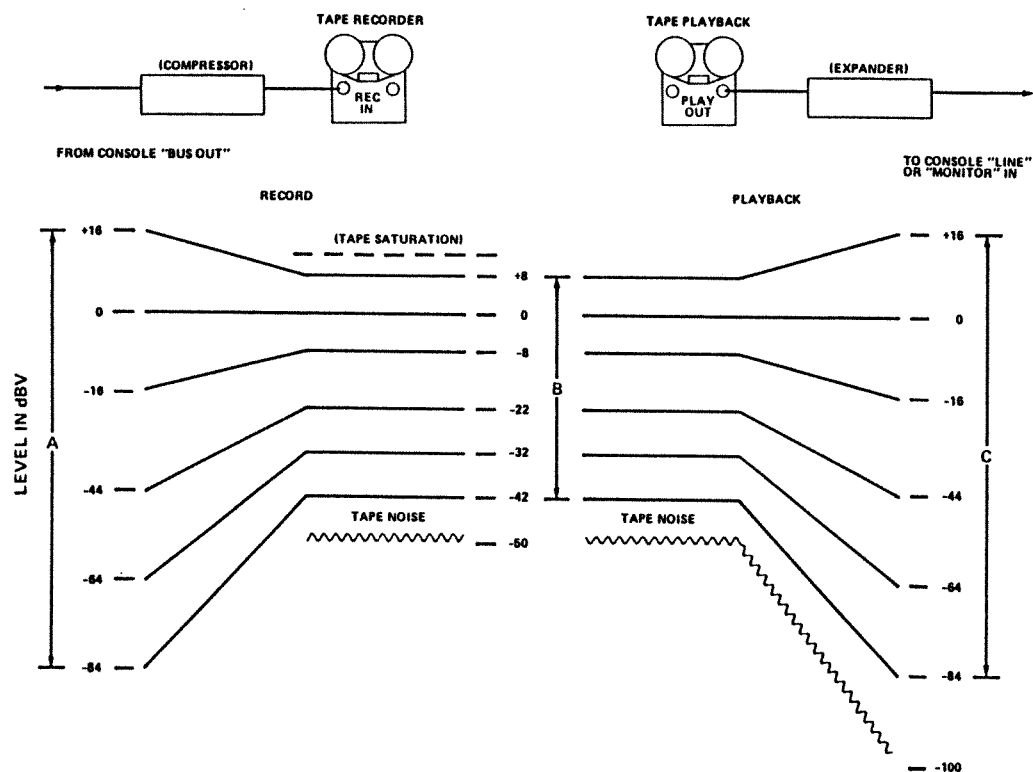 TAPE RECORDER
TAPE PLAYBACK
(COMPRESSOR)
(EXPANDER)
REC
IN
PLAY
OUT
FROM CONSOLE "BUS OUT"
TO CONSOLE "LINE"
OR "MONITOR" IN
RECORD
PLAYBACK
+16
(TAPE SATURATION)
+16
+8
0
0
0
-8
-16
-16
LEVEL IN dBV
A
B
C
-22
-32
-44
-42
-44
TAPE NOISE
TAPE NOISE
-50
-64
-64
-84
-84
-100